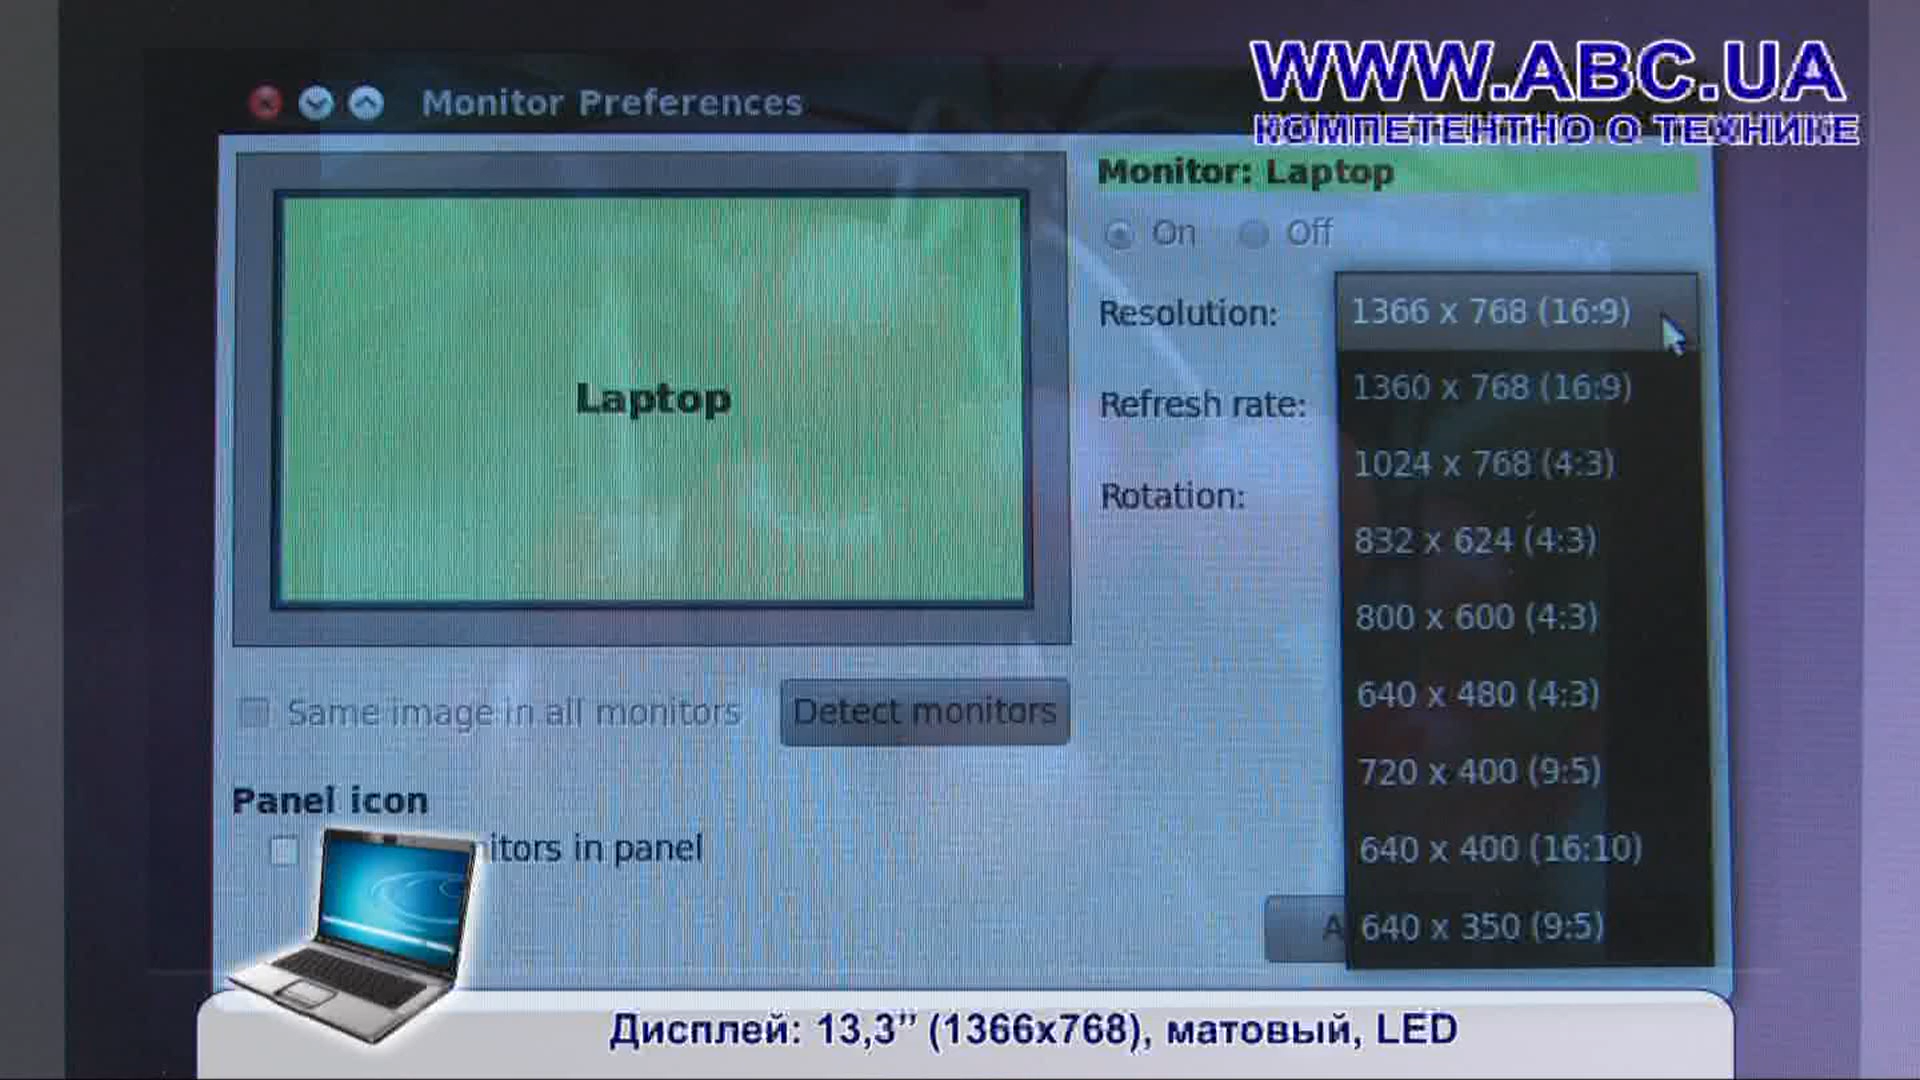 WWW.ABC.UA
КОМПЕТЕНТНО О ТЕХНИКЕ
Monitor Preferences
Monitor: Laptop
On Off
Resolution:
1366 x 768 (16:9)
1360 x 768 (16:9)
Refresh rate:
1024 x 768 (4:3)
Rotation:
832 x 624 (4:3)
800 x 600 (4:3)
640 x 480 (4:3)
720 x 400 (9:5)
640 x 400 (16:10)
640 x 350 (9:5)
Laptop
Same image in all monitors
Detect monitors
Panel icon
in panel
Дисплей: 13,3” (1366x768), матовый, LED